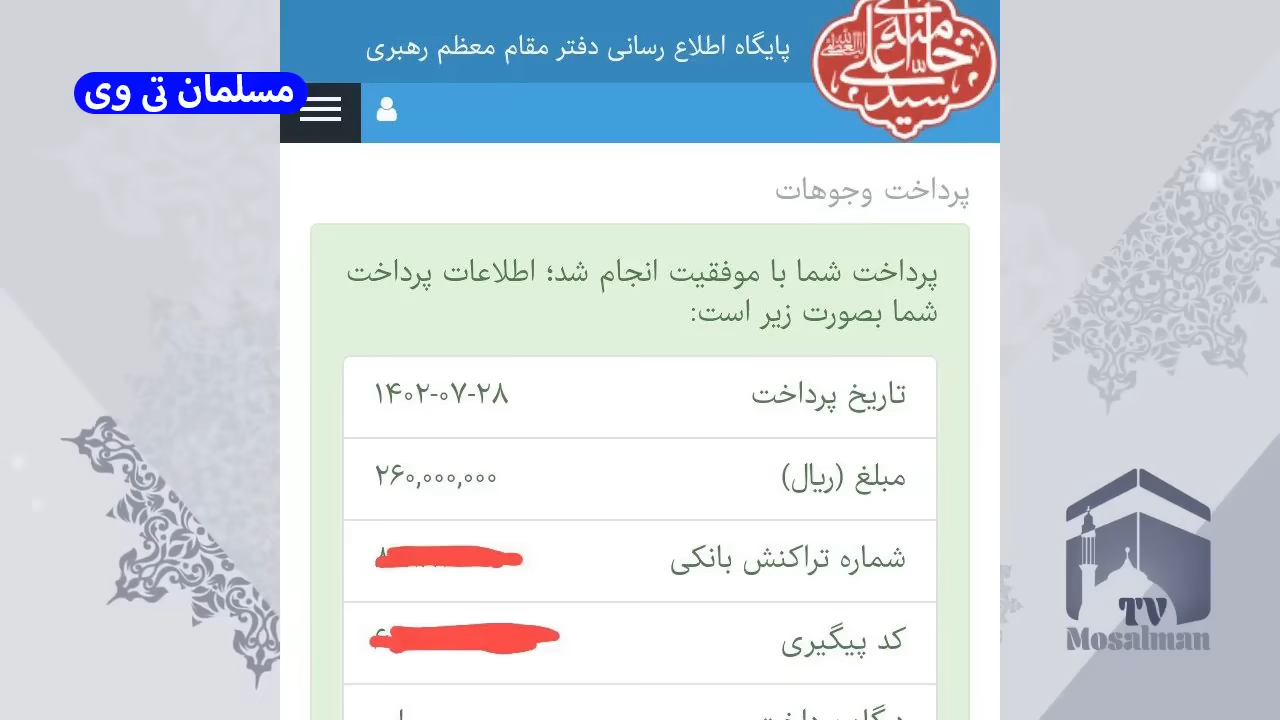 پایگاه اطلاع رسانی دفتر مقام معظم رهبری
سید علی خامنه‌ای
مسلمان تی وی
پرداخت وجوهات
پرداخت شما با موفقیت انجام شد؛ اطلاعات پرداخت
شما بصورت زیر است:
تاریخ پرداخت ۱۴۰۲-۰۷-۲۸
مبلغ (ریال) ۲۶۰,۰۰۰,۰۰۰
شماره تراکنش بانکی
کد پیگیری
TV
Mosalman